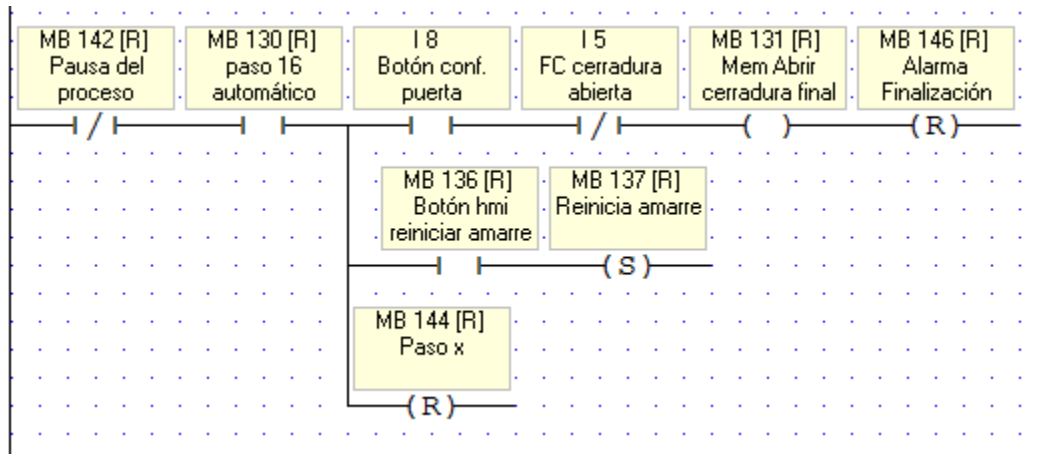 MB 142 [R]
Pausa del
proceso
MB 130 [R]
paso 16
automático
I 8
Botón conf.
puerta
I 5
FC cerradura
abierta
MB 131 [R]
Mem Abrir
cerradura final
MB 146 [R]
Alarma
Finalización
(R)
MB 136 [R]
Botón hmi
reiniciar amarre
MB 137 [R]
Reinicia amarre
(S)
MB 144 [R]
Paso x
(R)